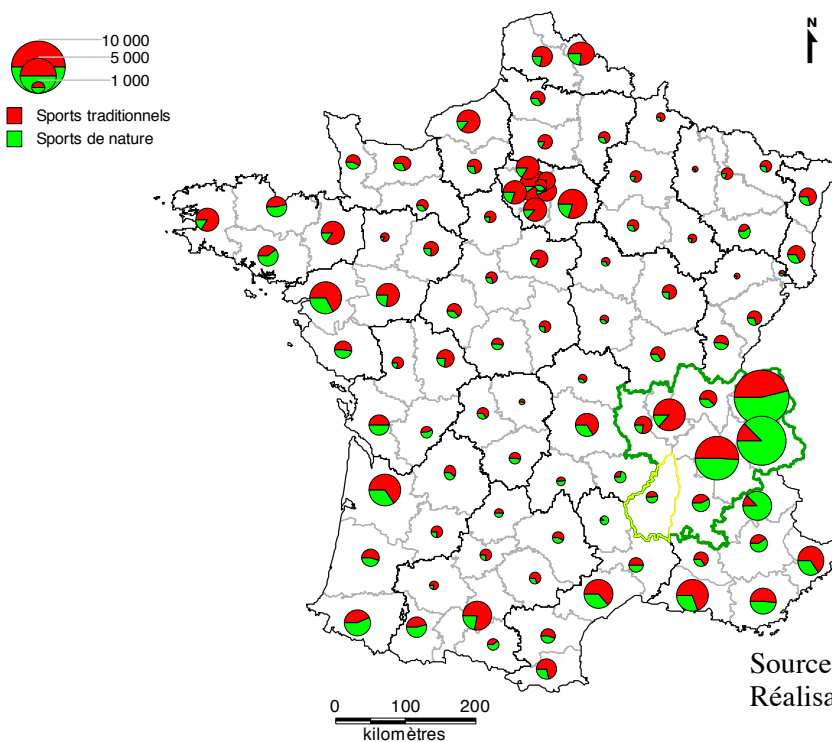 10 000
5 000
1 000
Sports traditionnels
Sports de nature
N
Source
Réalisa
0 100 200
kilomètres